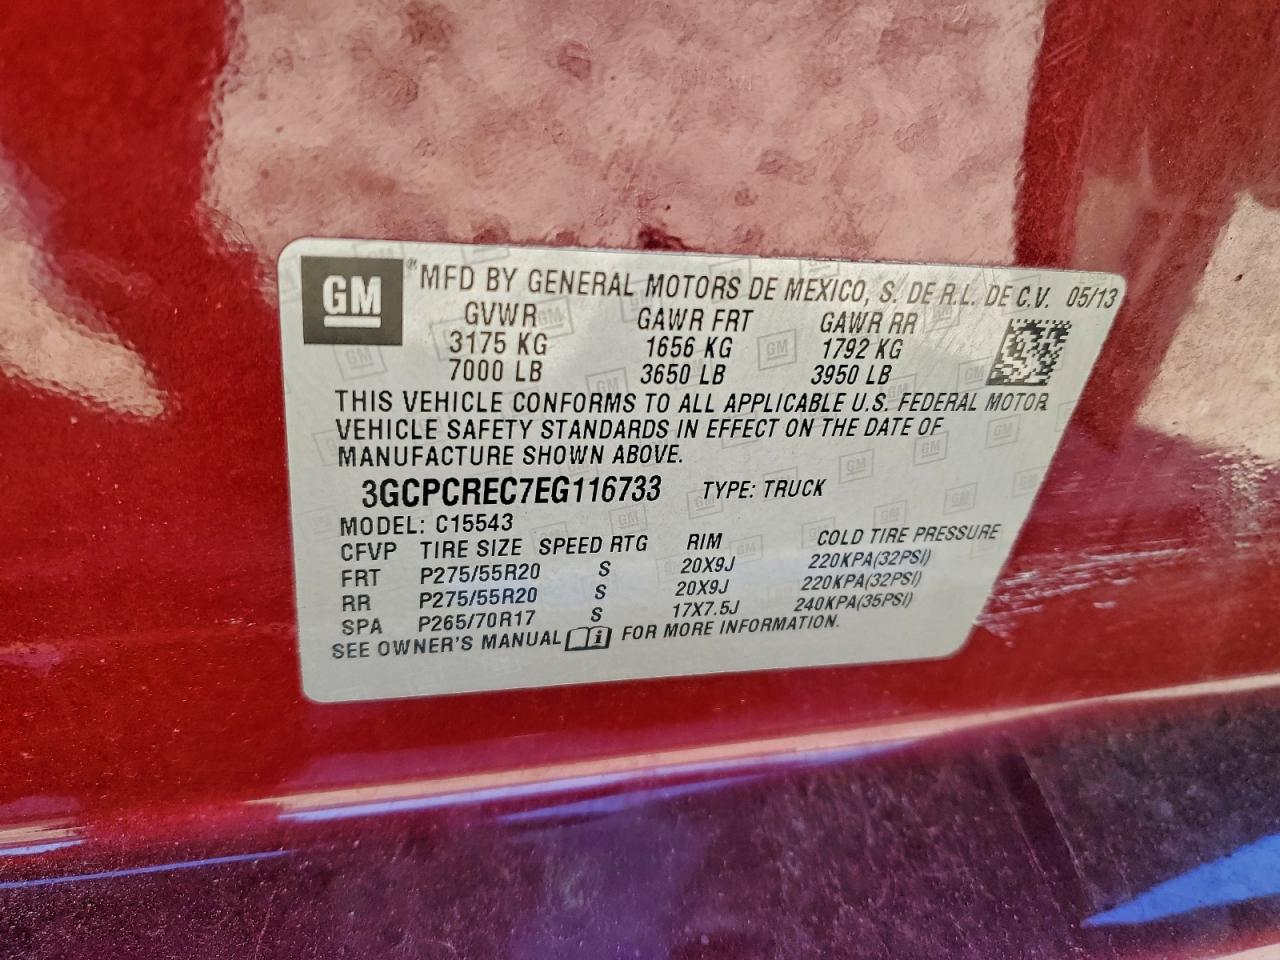 GM ® MFD BY GENERAL MOTORS DE MEXICO, S. DE R.L. DE C.V. 05/13
GVWR GAWR FRT GAWR RR
3175 KG 1656 KG 1792 KG
7000 LB 3650 LB 3950 LB
THIS VEHICLE CONFORMS TO ALL APPLICABLE U.S. FEDERAL MOTOR
VEHICLE SAFETY STANDARDS IN EFFECT ON THE DATE OF
MANUFACTURE SHOWN ABOVE.
3GCPCREC7EG116733 TYPE: TRUCK
MODEL: C15543
CFVP TIRE SIZE SPEED RTG RIM COLD TIRE PRESSURE
FRT P275/55R20 S 20X9J 220KPA(32PSI)
RR P275/55R20 S 20X9J 220KPA(32PSI)
SPA P265/70R17 S 17X7.5J 240KPA(35PSI)
SEE OWNER'S MANUAL FOR MORE INFORMATION.